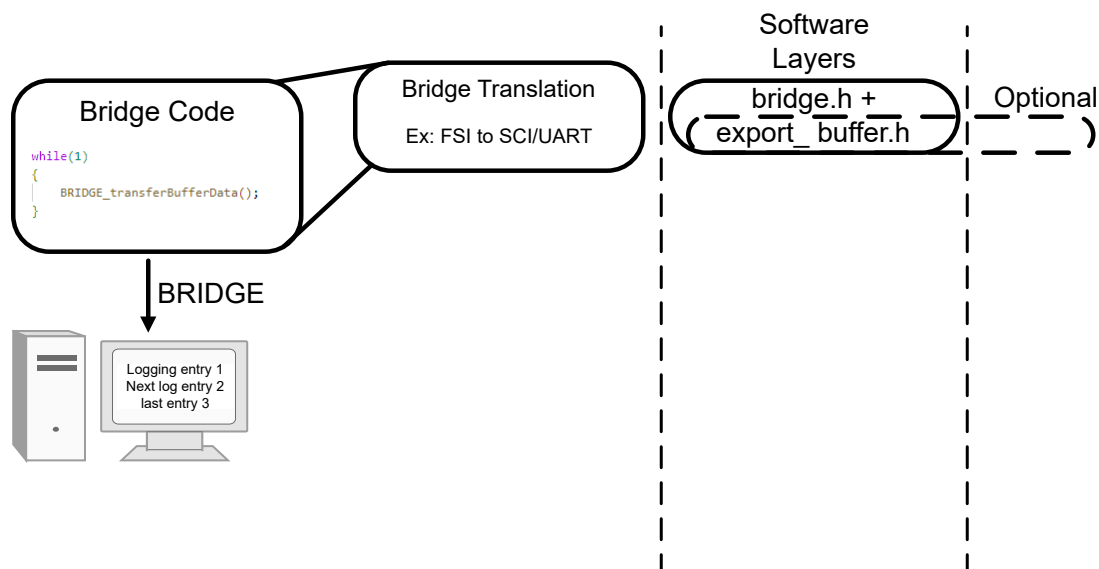 Bridge Code
while(1)
{
BRIDGE_transferBufferData();
}
Bridge Translation
Ex: FSI to SCI/UART
Software
Layers
bridge.h +
export_ buffer.h
Optional
BRIDGE
Logging entry 1
Next log entry 2
last entry 3